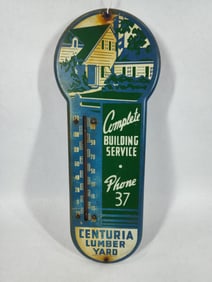 Complete
BUILDING
SERVICE
•
Phone
37
CENTURIA
LUMBER
YARD